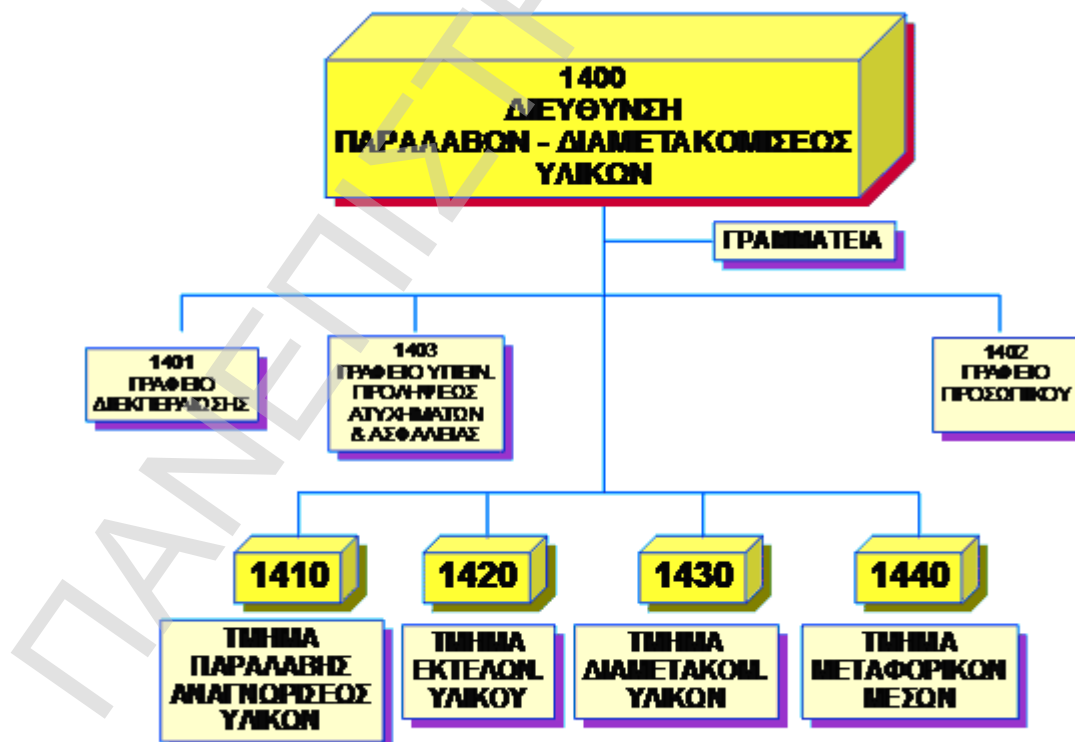 1400
ΔΙΕΥΘΥΝΣΗ
ΠΑΡΑΛΑΒΩΝ - ΔΙΑΜΕΤΑΚΟΜΙΣΕΩΣ
ΥΛΙΚΩΝ
ΓΡΑΜΜΑΤΕΙΑ
1401
ΓΡΑΦΕΙΟ
ΔΙΕΚΠΕΡΑΙΩΣΗΣ
1403
ΓΡΑΦΕΙΟ ΥΓΙΕΙΝ.
ΠΡΟΛΗΨΕΩΣ
ΑΤΥΧΗΜΑΤΩΝ
& ΑΣΦΑΛΕΙΑΣ
1402
ΓΡΑΦΕΙΟ
ΠΡΟΣΩΠΙΚΟΥ
1410
ΤΜΗΜΑ
ΠΑΡΑΛΑΒΗΣ
ΑΝΑΓΝΩΡΙΣΕΩΣ
ΥΛΙΚΩΝ
1420
ΤΜΗΜΑ
ΕΚΤΕΛΩΝ.
ΥΛΙΚΟΥ
1430
ΤΜΗΜΑ
ΔΙΑΜΕΤΑΚΟΜ.
ΥΛΙΚΩΝ
1440
ΤΜΗΜΑ
ΜΕΤΑΦΟΡΙΚΩΝ
ΜΕΣΩΝ